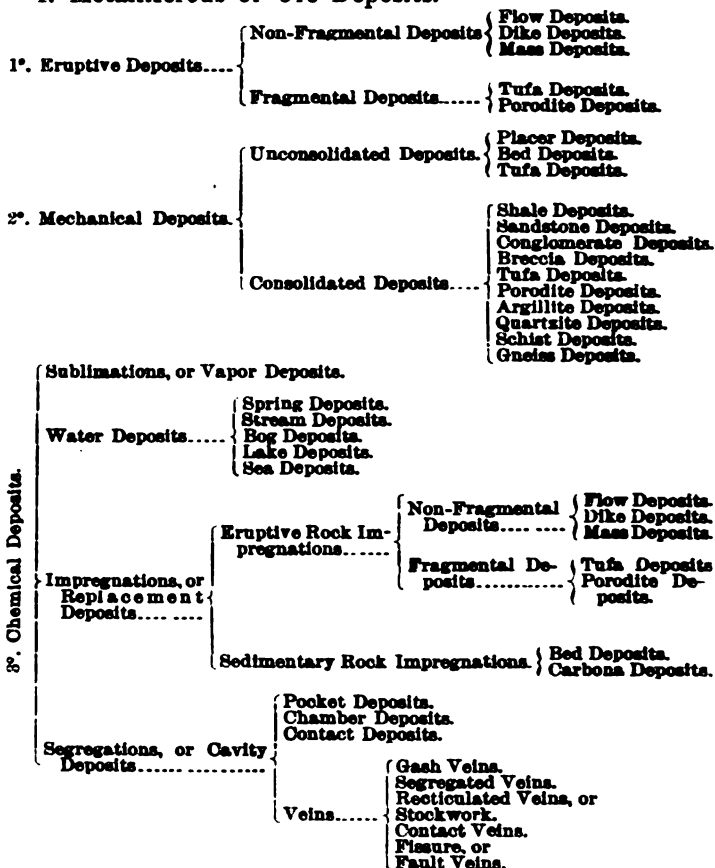 Non-Fragmental Deposits
Flow Deposits.
Dike Deposits.
Mass Deposits.
1°. Eruptive Deposits....
Fragmental Deposits......
Tufa Deposits.
Porodite Deposits.
Unconsolidated Deposits.
Placer Deposits.
Bed Deposits.
Tufa Deposits.
2°. Mechanical Deposits.
Consolidated Deposits....
Shale Deposits.
Sandstone Deposits.
Conglomerate Deposits.
Breccia Deposits.
Tufa Deposits.
Porodite Deposits.
Argillite Deposits.
Quartzite Deposits.
Schist Deposits.
Gneiss Deposits.
3°. Chemical Deposits.
Sublimations, or Vapor Deposits.
Water Deposits.....
Spring Deposits.
Stream Deposits.
Bog Deposits.
Lake Deposits.
Sea Deposits.
Impregnations, or
Replacement
Deposits.... ....
Eruptive Rock Im-
pregnations......
Non-Fragmental
Deposits.... ....
Flow Deposits.
Dike Deposits.
Mass Deposits.
Fragmental De-
posits............
Tufa Deposits
Porodite De-
posits.
Sedimentary Rock Impregnations.
Bed Deposits.
Carbona Deposits.
Segregations, or Cavity
Deposits................
Pocket Deposits.
Chamber Deposits.
Contact Deposits.
Veins......
Gash Veins.
Segregated Veins.
Recticulated Veins, or
Stockwork.
Contact Veins.
Fissure, or
Fault Veins.